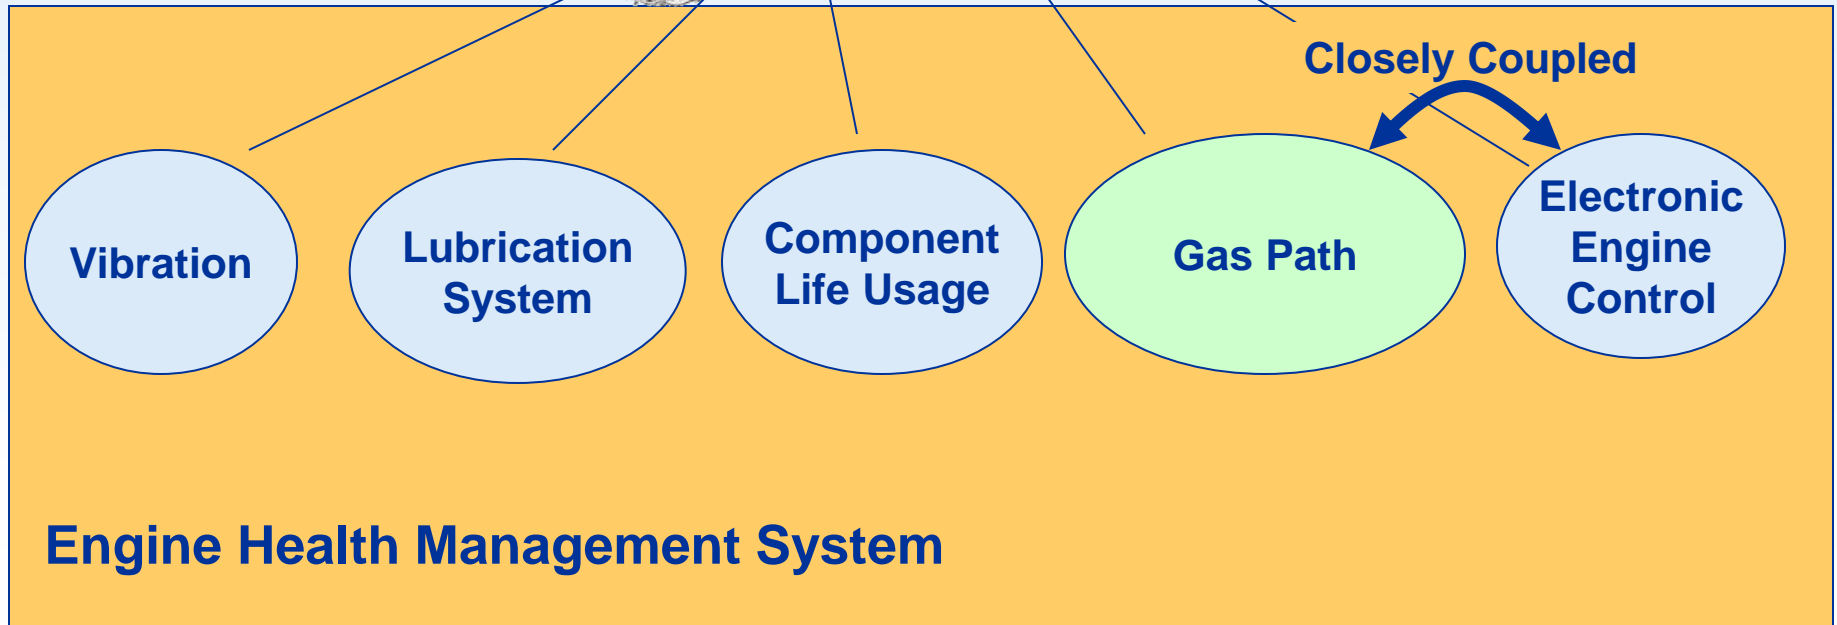 Closely Coupled
Vibration
Lubrication
System
Component
Life Usage
Gas Path
Electronic
Engine
Control
Engine Health Management System